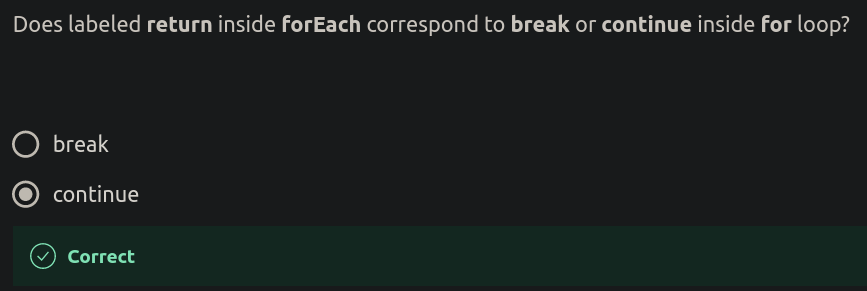 Does labeled return inside forEach correspond to break or continue inside for loop?
break
continue
Correct